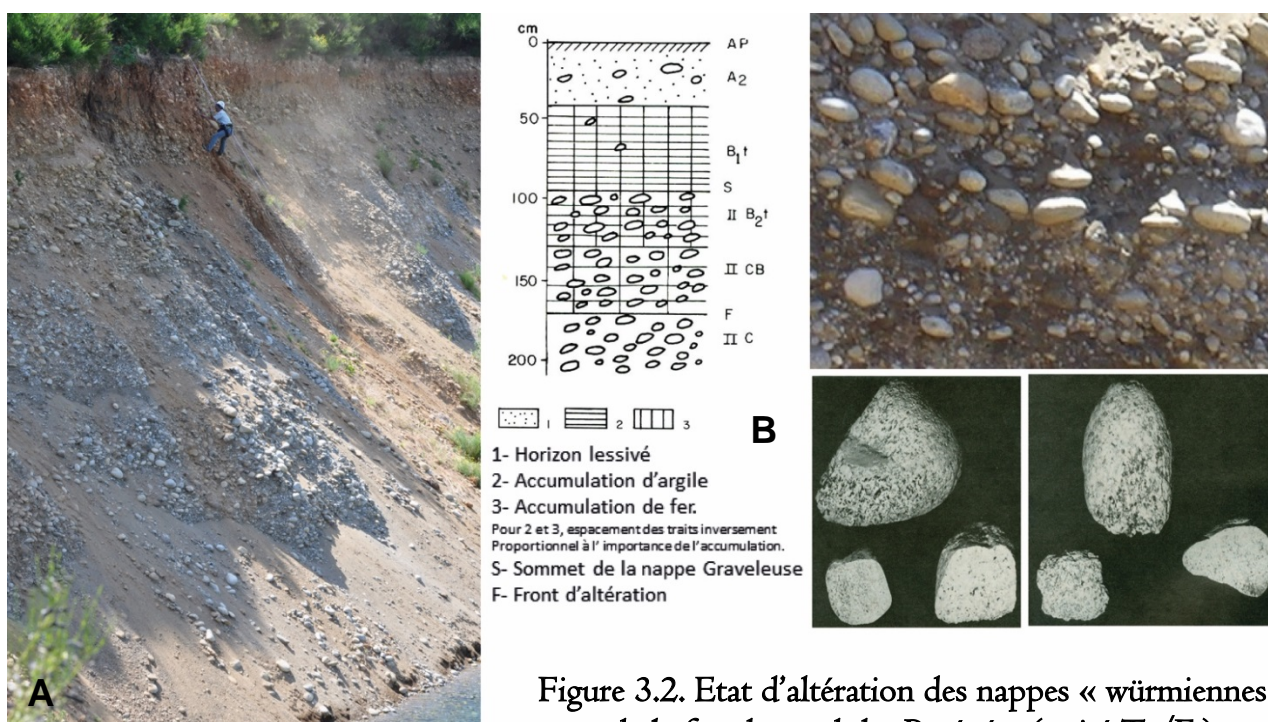 cm
0
AP
A2
50
B1t
S
100
II B2t
II CB
150
F
II C
200
1 2 3
1- Horizon lessivé
2- Accumulation d'argile
3- Accumulation de fer.
Pour 2 et 3, espacement des traits inversement
Proportionnel à l' importance de l'accumulation.
S- Sommet de la nappe Graveleuse
F- Front d'altération
A
B
Figure 3.2. Etat d'altération des nappes « würmiennes